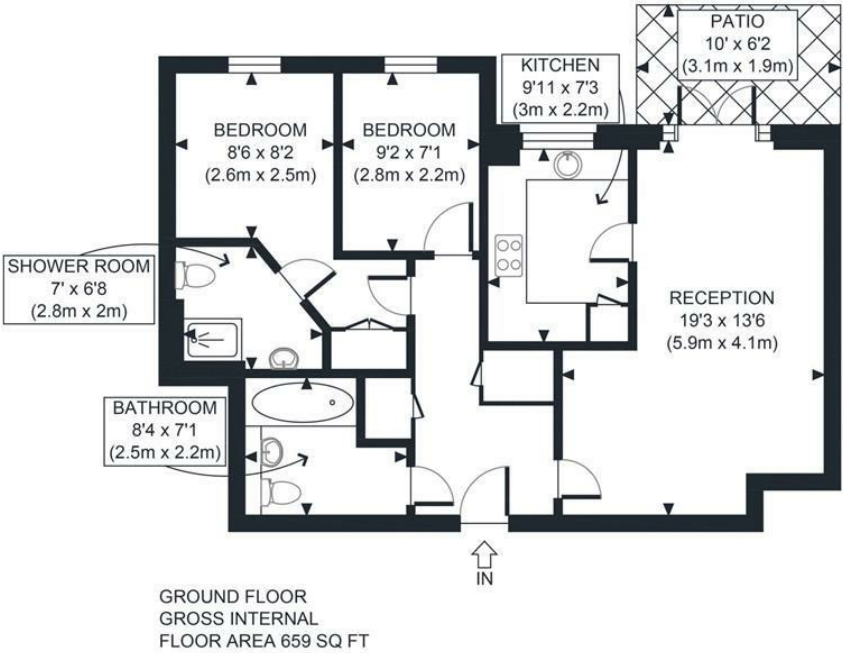 PATIO
10' x 6'2
(3.1m x 1.9m)
KITCHEN
9'11 x 7'3
(3m x 2.2m)
BEDROOM
8'6 x 8'2
(2.6m x 2.5m)
BEDROOM
9'2 x 7'1
(2.8m x 2.2m)
SHOWER ROOM
7' x 6'8
(2.8m x 2m)
RECEPTION
19'3 x 13'6
(5.9m x 4.1m)
BATHROOM
8'4 x 7'1
(2.5m x 2.2m)
IN
GROUND FLOOR
GROSS INTERNAL
FLOOR AREA 659 SQ FT